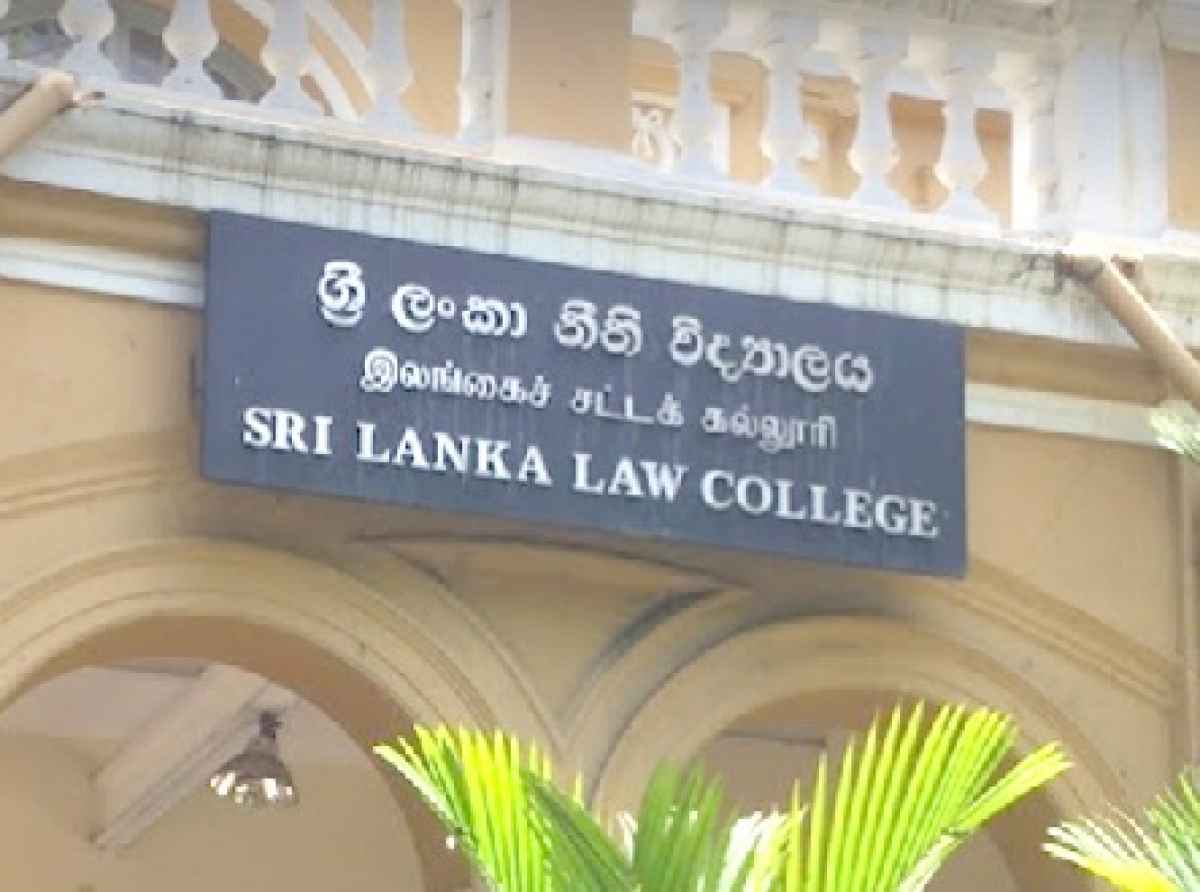 ශ්‍රී ලංකා නීති විද්‍යාලය
இலங்கைச் சட்டக் கல்லூரி
SRI LANKA LAW COLLEGE